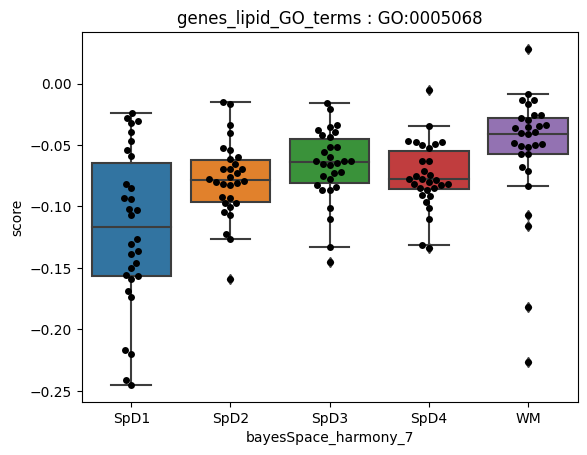 genes_lipid_GO_terms : GO:0005068
0.00
−0.05
−0.10
−0.15
−0.20
−0.25
score
SpD1 SpD2 SpD3 SpD4 WM
bayesSpace_harmony_7